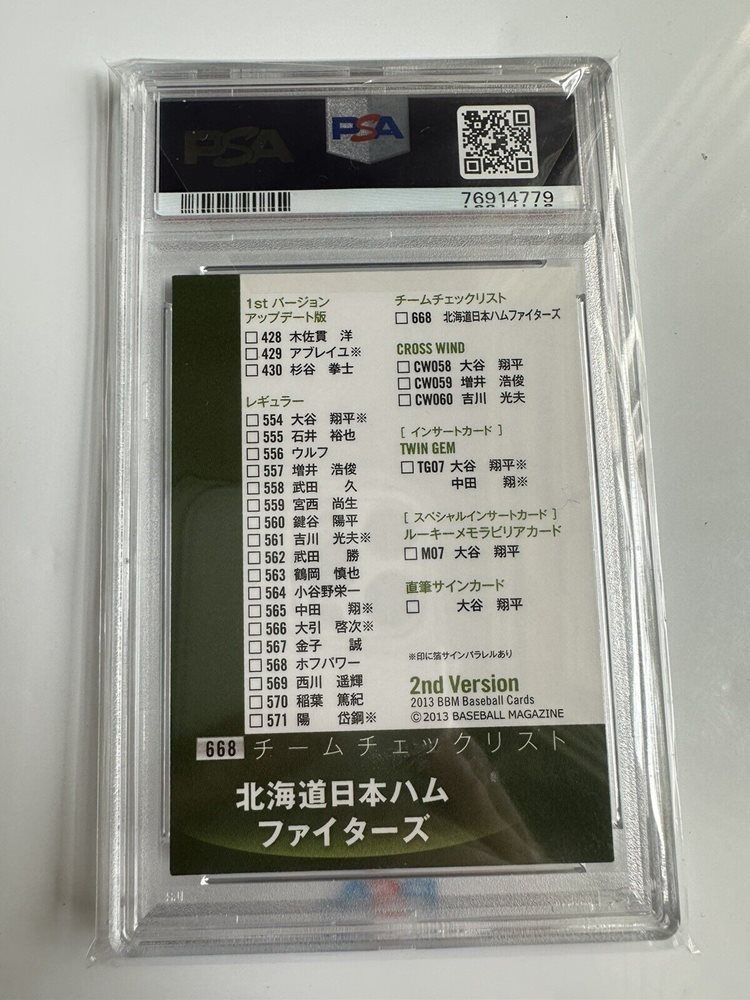 PSA
PSA
76914779
1st バージョン
アップデート版
□428 木佐貫 洋
□429 アブレイユ※
□430 杉谷 拳士
レギュラー
□554 大谷 翔平※
□555 石井 裕也
□556 ウルフ
□557 増井 浩俊
□558 武田 久
□559 宮西 尚生
□560 鍵谷 陽平
□561 吉川 光夫※
□562 武田 勝
□563 鶴岡 慎也
□564 小谷野栄一
□565 中田 翔※
□566 大引 啓次※
□567 金子 誠
□568 ホフパワー
□569 西川 遥輝
□570 稲葉 篤紀
□571 陽 岱鋼※
チームチェックリスト
□668 北海道日本ハムファイターズ
CROSS WIND
□CW058 大谷 翔平
□CW059 増井 浩俊
□CW060 吉川 光夫
[ インサートカード ]
TWIN GEM
□TG07 大谷 翔平※
中田 翔※
[ スペシャルインサートカード ]
ルーキーメモラビリアカード
□M07 大谷 翔平
直筆サインカード
□ 大谷 翔平
※印に箔サインパラレルあり
2nd Version
2013 BBM Baseball Cards
©2013 BASEBALL MAGAZINE
668 チームチェックリスト
北海道日本ハム
ファイターズ